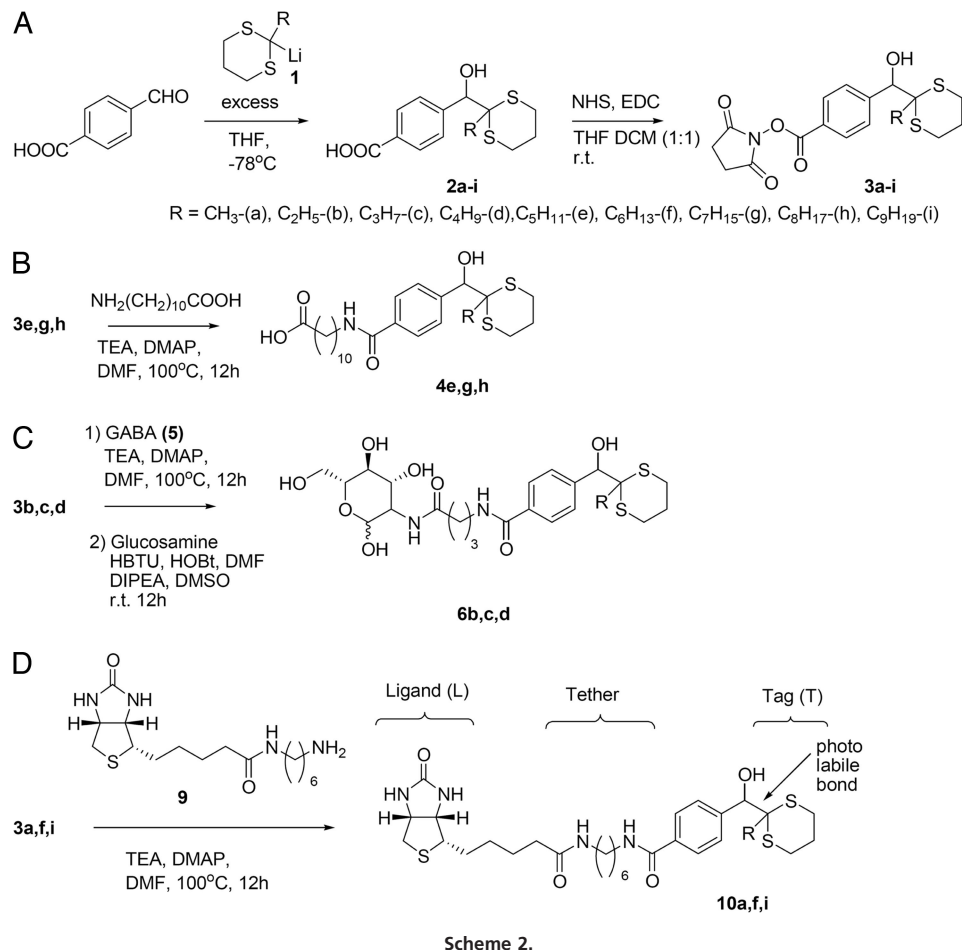 A
R
S
Li
S
1
CHO
HOOC
excess
THF,
-78°C
OH
S
R
S
HOOC
2a-i
NHS, EDC
THF DCM (1:1)
r.t.
O
N
O
O
O
OH
S
R
S
3a-i
R = CH₃-(a), C₂H₅-(b), C₃H₇-(c), C₄H₉-(d),C₅H₁₁-(e), C₆H₁₃-(f), C₇H₁₅-(g), C₈H₁₇-(h), C₉H₁₉-(i)
B
3e,g,h
NH₂(CH₂)₁₀COOH
TEA, DMAP,
DMF, 100°C, 12h
O
HO
10
H
N
O
OH
S
R
S
4e,g,h
C
3b,c,d
1) GABA (5)
TEA, DMAP,
DMF, 100°C, 12h
2) Glucosamine
HBTU, HOBt, DMF
DIPEA, DMSO
r.t. 12h
OH
HO
OH
O
OH
N
H
O
3
H
N
O
OH
S
R
S
6b,c,d
D
O
HN
NH
H
H
S
O
H
N
6
NH₂
9
3a,f,i
TEA, DMAP,
DMF, 100°C, 12h
Ligand (L)
Tether
Tag (T)
photo
labile
bond
O
HN
NH
H
H
S
O
H
N
6
H
N
O
OH
S
R
S
10a,f,i
Scheme 2.